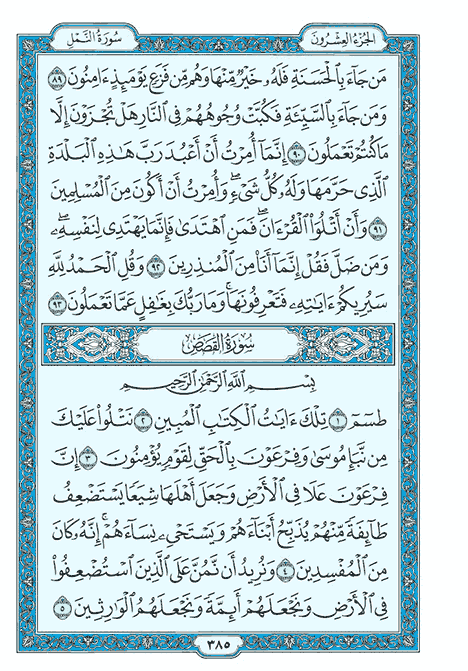 الجُزْءُ العِشْرُونَ
سُورَةُ النَّمْلِ
مَن جَآءَ بِٱلْحَسَنَةِ فَلَهُۥ خَيْرٌ مِّنْهَا وَهُم مِّن فَزَعٍ يَوْمَئِذٍ ءَامِنُونَ ٨٩
وَمَن جَآءَ بِٱلسَّيِّئَةِ فَكُبَّتْ وُجُوهُهُمْ فِى ٱلنَّارِ هَلْ تُجْزَوْنَ إِلَّا
مَا كُنتُمْ تَعْمَلُونَ ٩٠ إِنَّمَآ أُمِرْتُ أَنْ أَعْبُدَ رَبَّ هَٰذِهِ ٱلْبَلْدَةِ
ٱلَّذِى حَرَّمَهَا وَلَهُۥ كُلُّ شَىْءٍ وَأُمِرْتُ أَنْ أَكُونَ مِنَ ٱلْمُسْلِمِينَ
٩١ وَأَنْ أَتْلُوَا۟ ٱلْقُرْءَانَ ۖ فَمَنِ ٱهْتَدَىٰ فَإِنَّمَا يَهْتَدِى لِنَفْسِهِۦ ۖ
وَمَن ضَلَّ فَقُلْ إِنَّمَآ أَنَا۠ مِنَ ٱلْمُنذِرِينَ ٩٢ وَقُلِ ٱلْحَمْدُ لِلَّهِ
سَيُرِيكُمْ ءَايَٰتِهِۦ فَتَعْرِفُونَهَا ۚ وَمَا رَبُّكَ بِغَٰفِلٍ عَمَّا تَعْمَلُونَ ٩٣
سُورَةُ القَصَصِ
بِسْمِ ٱللَّهِ ٱلرَّحْمَٰنِ ٱلرَّحِيمِ
طسٓمٓ ١ تِلْكَ ءَايَٰتُ ٱلْكِتَٰبِ ٱلْمُبِينِ ٢ نَتْلُوا۟ عَلَيْكَ
مِن نَّبَإِ مُوسَىٰ وَفِرْعَوْنَ بِٱلْحَقِّ لِقَوْمٍ يُؤْمِنُونَ ٣ إِنَّ
فِرْعَوْنَ عَلَا فِى ٱلْأَرْضِ وَجَعَلَ أَهْلَهَا شِيَعًا يَسْتَضْعِفُ
طَآئِفَةً مِّنْهُمْ يُذَبِّحُ أَبْنَآءَهُمْ وَيَسْتَحْىِۦ نِسَآءَهُمْ ۚ إِنَّهُۥ كَانَ
مِنَ ٱلْمُفْسِدِينَ ٤ وَنُرِيدُ أَن نَّمُنَّ عَلَى ٱلَّذِينَ ٱسْتُضْعِفُوا۟
فِى ٱلْأَرْضِ وَنَجْعَلَهُمْ أَئِمَّةً وَنَجْعَلَهُمُ ٱلْوَٰرِثِينَ ٥
٣٨٥